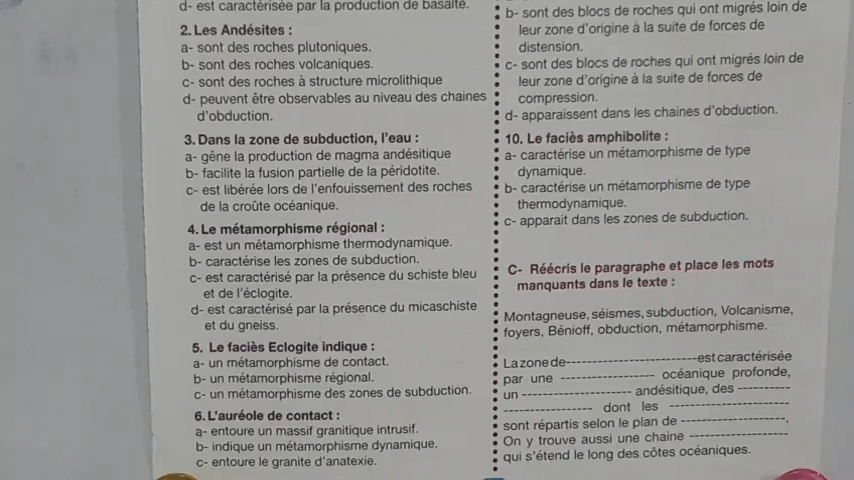 d- est caractérisée par la production de basalte.
2. Les Andésites :
a- sont des roches plutoniques.
b- sont des roches volcaniques.
c- sont des roches à structure microlithique
d- peuvent être observables au niveau des chaines
d'obduction.
3. Dans la zone de subduction, l'eau :
a- gêne la production de magma andésitique
b- facilite la fusion partielle de la péridotite.
c- est libérée lors de l'enfouissement des roches
de la croûte océanique.
4. Le métamorphisme régional :
a- est un métamorphisme thermodynamique.
b- caractérise les zones de subduction.
c- est caractérisé par la présence du schiste bleu
et de l'éclogite.
d- est caractérisé par la présence du micaschiste
et du gneiss.
5. Le faciès Eclogite indique :
a- un métamorphisme de contact.
b- un métamorphisme régional.
c- un métamorphisme des zones de subduction.
6. L'auréole de contact :
a- entoure un massif granitique intrusif.
b- indique un métamorphisme dynamique.
c- entoure le granite d'anatexie.
b- sont des blocs de roches qui ont migrés loin de
leur zone d'origine à la suite de forces de
distension.
c- sont des blocs de roches qui ont migrés loin de
leur zone d'origine à la suite de forces de
compression.
d- apparaissent dans les chaines d'obduction.
10. Le faciès amphibolite :
a- caractérise un métamorphisme de type
dynamique.
b- caractérise un métamorphisme de type
thermodynamique.
c- apparait dans les zones de subduction.
C- Réécris le paragraphe et place les mots
manquants dans le texte :
Montagneuse, séismes, subduction, Volcanisme,
foyers, Bénioff, obduction, métamorphisme.
La zone de--------------------------est caractérisée
par une ------------------- océanique profonde,
un ---------------------- andésitique, des -----------
------------------ dont les ------------------------
sont répartis selon le plan de ---------------------.
On y trouve aussi une chaine --------------------
qui s'étend le long des côtes océaniques.